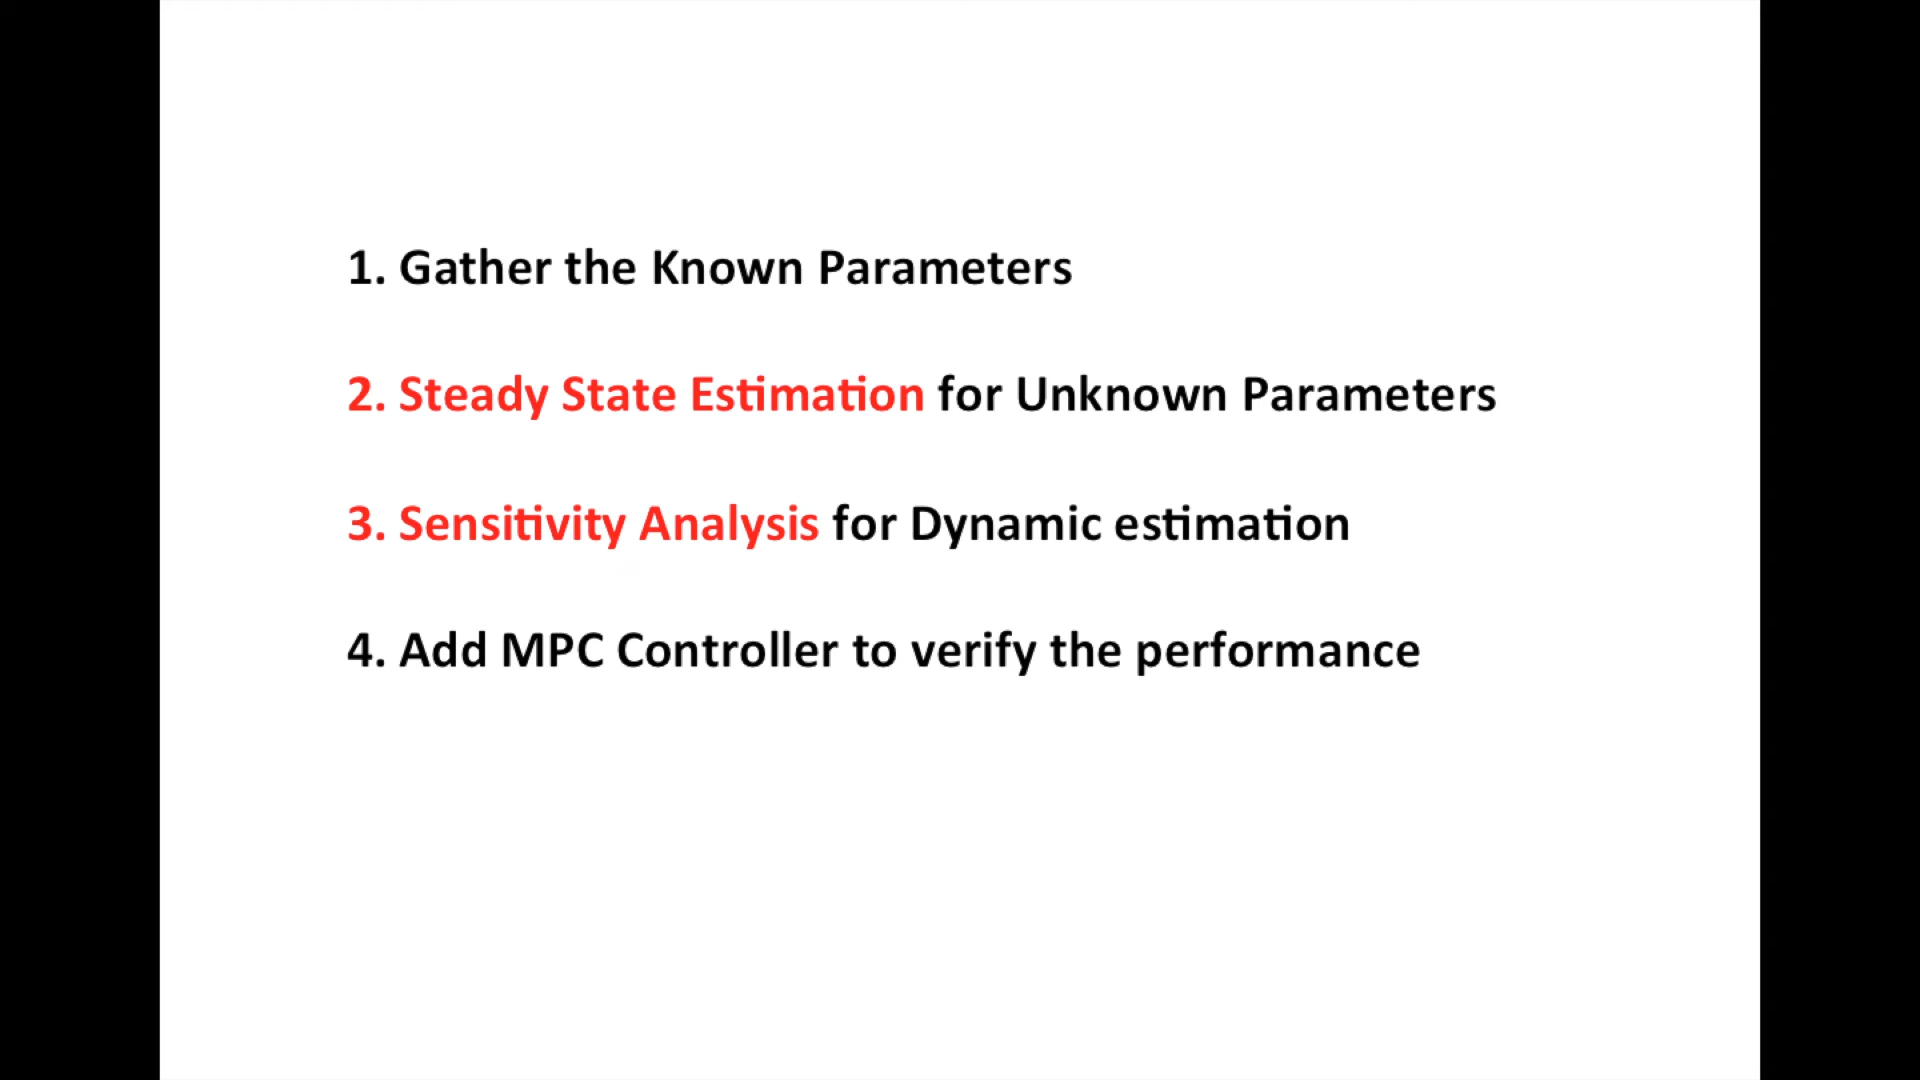 1. Gather the Known Parameters
2. Steady State Estimation for Unknown Parameters
3. Sensitivity Analysis for Dynamic estimation
4. Add MPC Controller to verify the performance